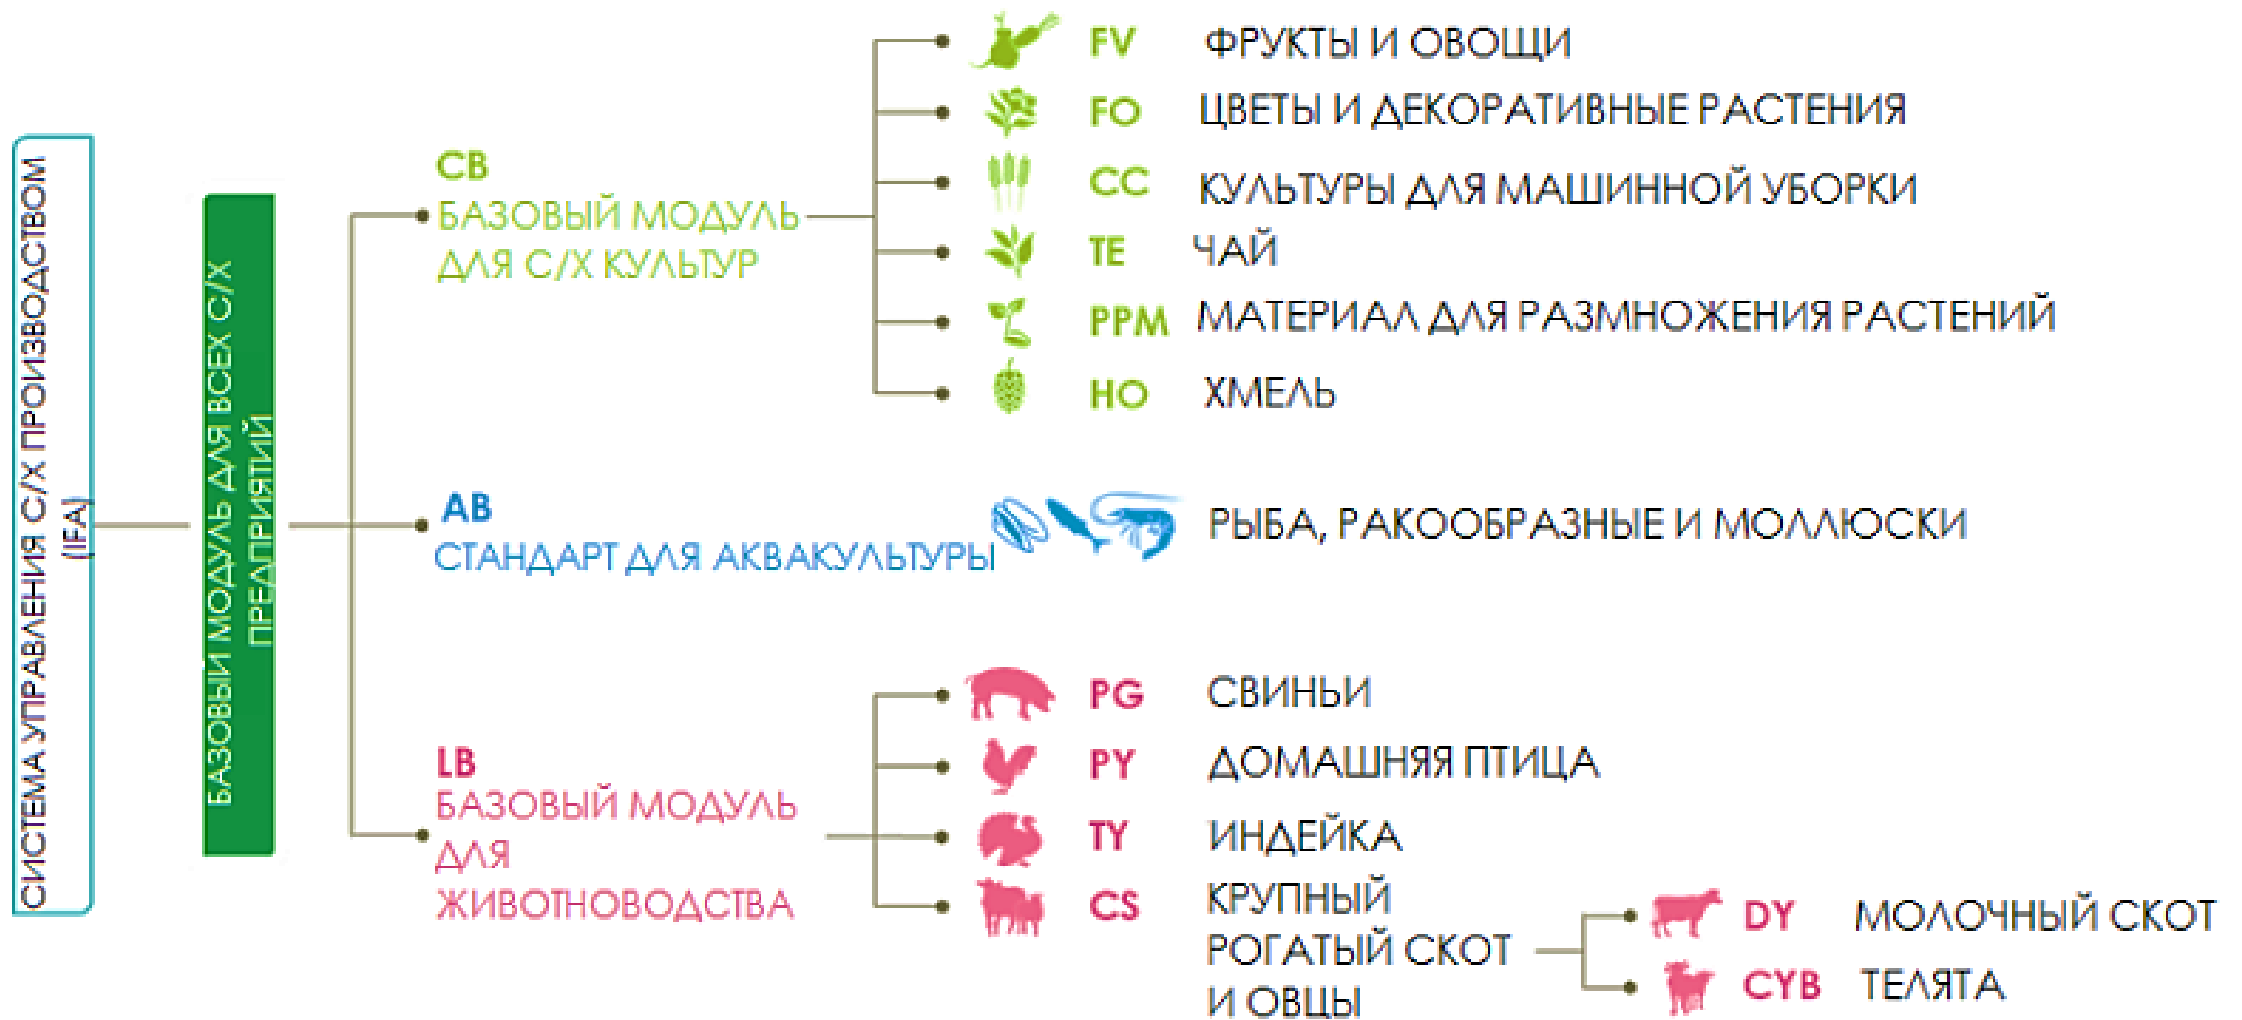 СИСТЕМА УПРАВЛЕНИЯ С/Х ПРОИЗВОДСТВОМ
(IFA)
БАЗОВЫЙ МОДУЛЬ ДЛЯ ВСЕХ С/Х
ПРЕДПРИЯТИЙ
CB
БАЗОВЫЙ МОДУЛЬ
ДЛЯ С/Х КУЛЬТУР
FV ФРУКТЫ И ОВОЩИ
FO ЦВЕТЫ И ДЕКОРАТИВНЫЕ РАСТЕНИЯ
CC КУЛЬТУРЫ ДЛЯ МАШИННОЙ УБОРКИ
TE ЧАЙ
PPM МАТЕРИАЛ ДЛЯ РАЗМНОЖЕНИЯ РАСТЕНИЙ
HO ХМЕЛЬ
AB
СТАНДАРТ ДЛЯ АКВАКУЛЬТУРЫ
РЫБА, РАКООБРАЗНЫЕ И МОЛЛЮСКИ
LB
БАЗОВЫЙ МОДУЛЬ
ДЛЯ
ЖИВОТНОВОДСТВА
PG СВИНЬИ
PY ДОМАШНЯЯ ПТИЦА
TY ИНДЕЙКА
CS КРУПНЫЙ
РОГАТЫЙ СКОТ
И ОВЦЫ
DY МОЛОЧНЫЙ СКОТ
CYB ТЕЛЯТА